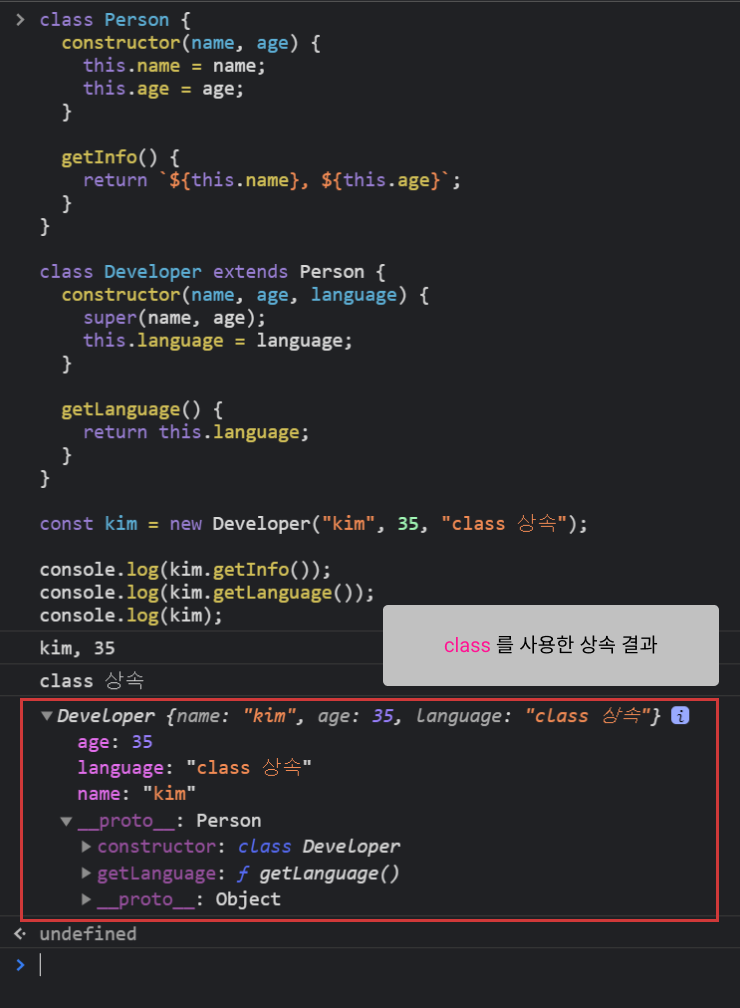 class Person {
constructor(name, age) {
this.name = name;
this.age = age;
}
getInfo() {
return `${this.name}, ${this.age}`;
}
}
class Developer extends Person {
constructor(name, age, language) {
super(name, age);
this.language = language;
}
getLanguage() {
return this.language;
}
}
const kim = new Developer("kim", 35, "class 상속");
console.log(kim.getInfo());
console.log(kim.getLanguage());
console.log(kim);
kim, 35
class 를 사용한 상속 결과
class 상속
Developer {name: "kim", age: 35, language: "class 상속"}
age: 35
language: "class 상속"
name: "kim"
__proto__: Person
constructor: class Developer
getLanguage: ƒ getLanguage()
__proto__: Object
undefined